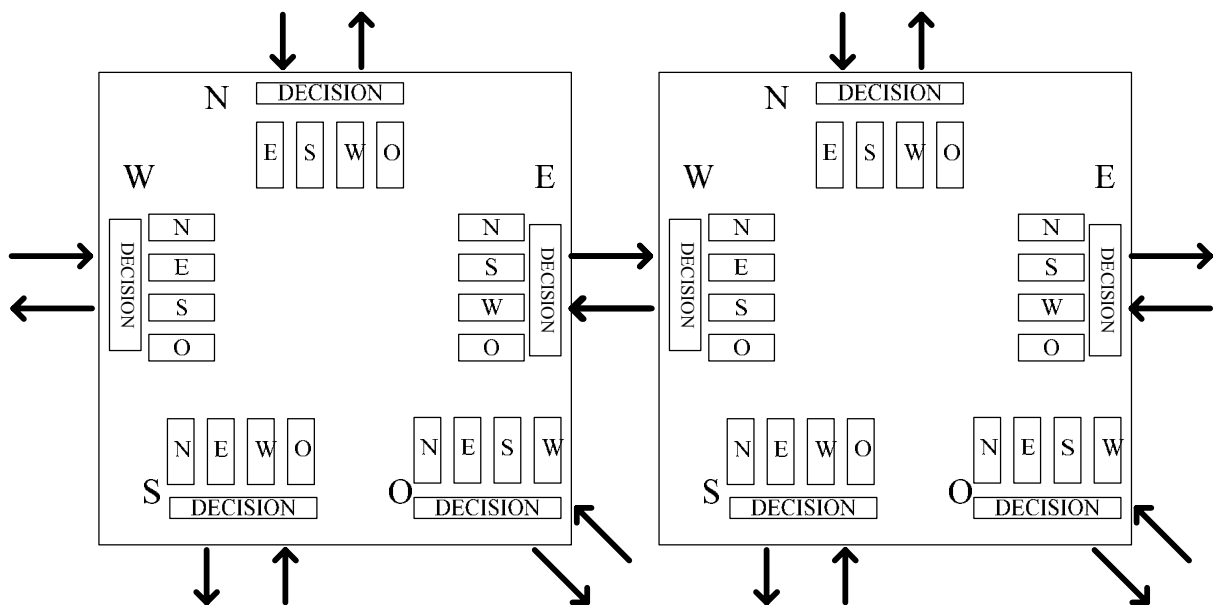 N DECISION
E S W O
W E
DECISION
N
E
S
O
N
S
W
O
DECISION
N E W O
S DECISION
N E S W
O DECISION
N DECISION
E S W O
W E
DECISION
N
E
S
O
N
S
W
O
DECISION
N E W O
S DECISION
N E S W
O DECISION